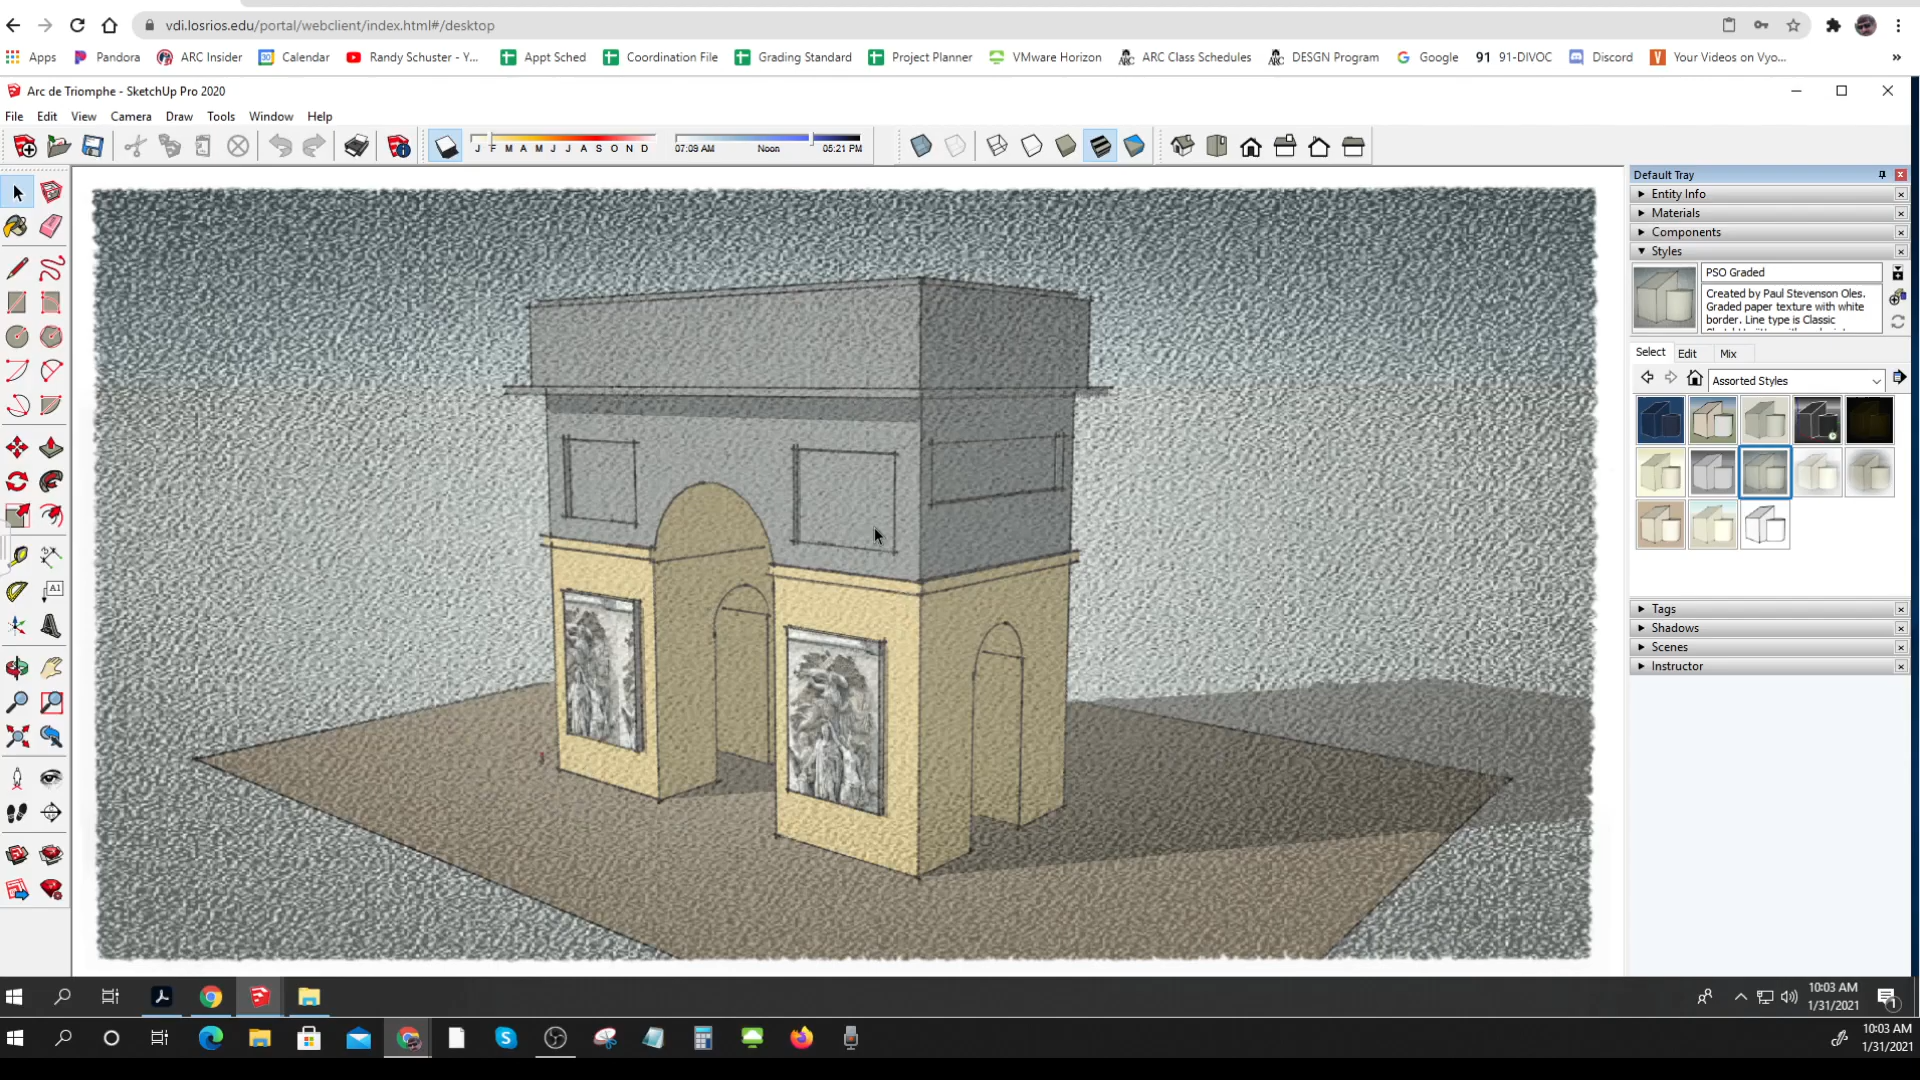 vdi.losrios.edu/portal/webclient/index.html#/desktop
Apps Pandora ARC Insider Calendar Randy Schuster - Y... Appt Sched Coordination File Grading Standard Project Planner VMware Horizon ARC Class Schedules DESGN Program Google 91 91-DIVOC Discord Your Videos on Vyo... »
Arc de Triomphe - SketchUp Pro 2020
File Edit View Camera Draw Tools Window Help
J F M A M J J A S O N D 07:09 AM Noon 05:21 PM
Default Tray
Entity Info
Materials
Components
Styles
PSO Graded
Created by Paul Stevenson Oles.
Graded paper texture with white
border. Line type is Classic
Select Edit Mix
Assorted Styles
Tags
Shadows
Scenes
Instructor
A1
10:03 AM
1/31/2021
1
10:03 AM
1/31/2021